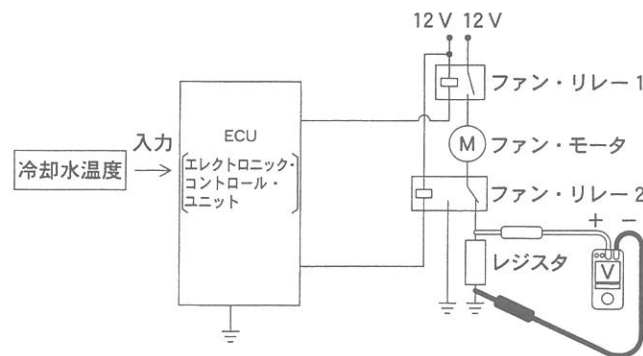 12 V 12 V
ファン・リレー 1
ECU
エレクトロニック・
コントロール・
ユニット
入力
冷却水温度
M
ファン・モータ
ファン・リレー 2
+ −
レジスタ
V